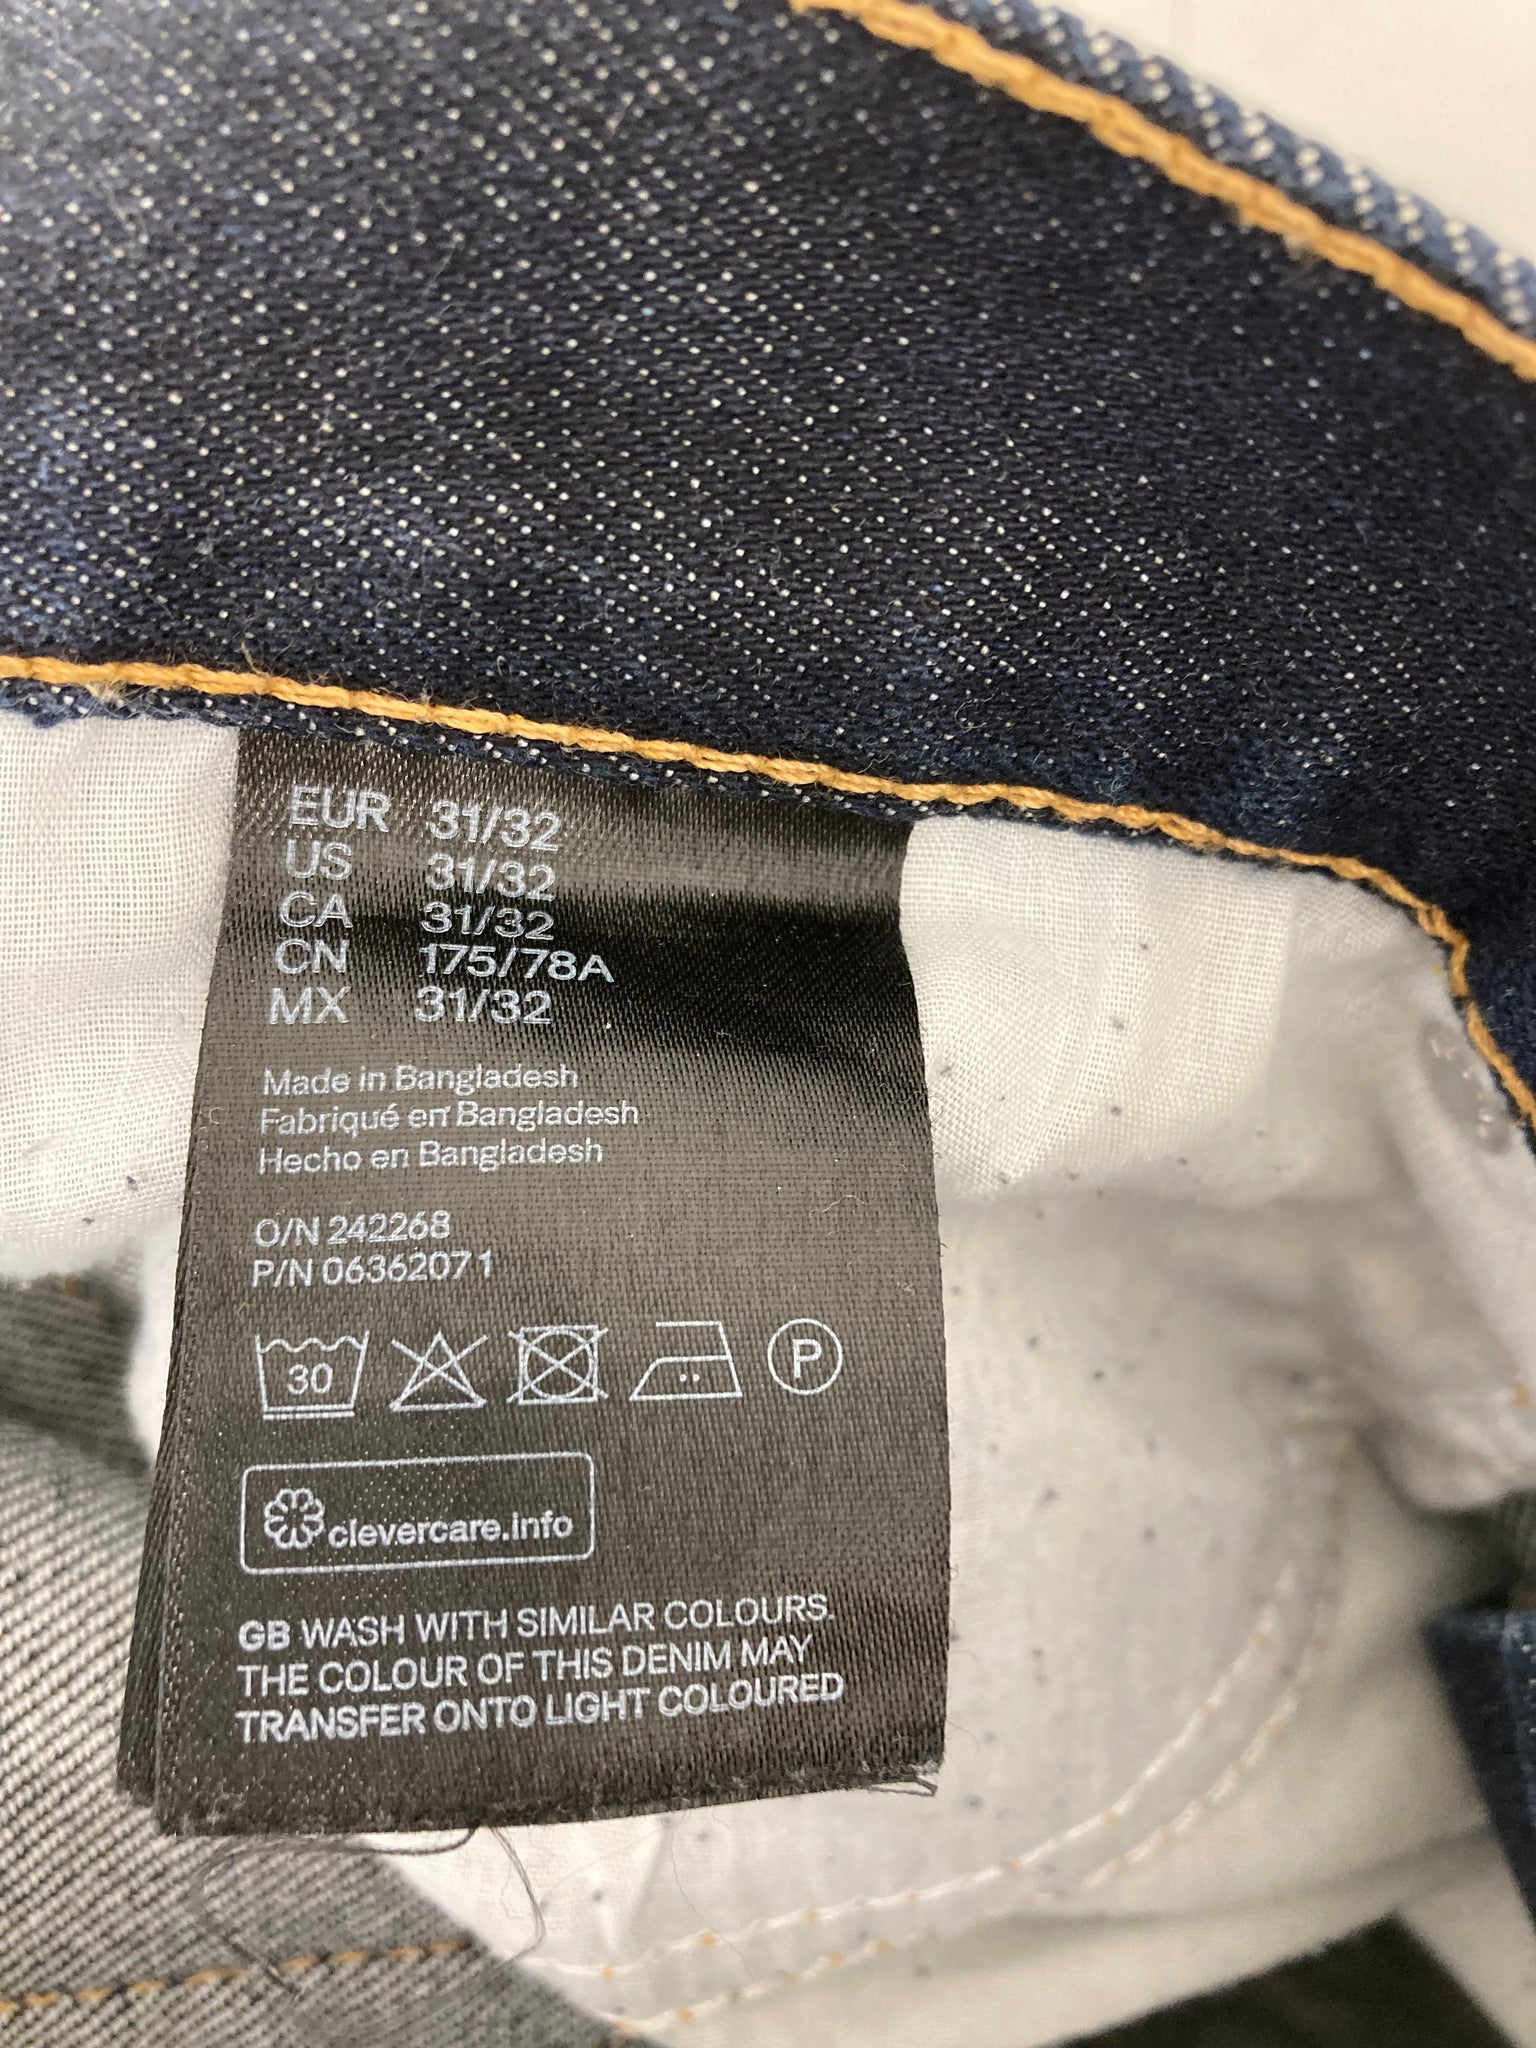 EUR 31/32
US 31/32
CA 31/32
CN 175/78A
MX 31/32
Made in Bangladesh
Fabriqué en Bangladesh
Hecho en Bangladesh
O/N 242268
P/N 06362071
30
P
clevercare.info
GB WASH WITH SIMILAR COLOURS.
THE COLOUR OF THIS DENIM MAY
TRANSFER ONTO LIGHT COLOURED